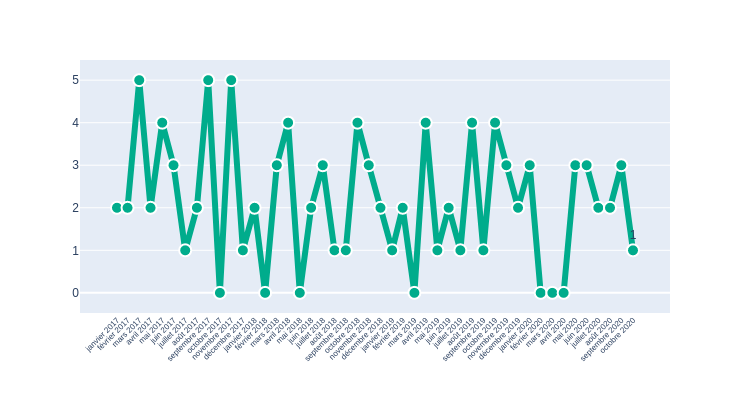 5
4
3
2
1
0
1
janvier 2017
février 2017
mars 2017
avril 2017
mai 2017
juin 2017
juillet 2017
août 2017
septembre 2017
octobre 2017
novembre 2017
décembre 2017
janvier 2018
février 2018
mars 2018
avril 2018
mai 2018
juin 2018
juillet 2018
août 2018
septembre 2018
octobre 2018
novembre 2018
décembre 2018
janvier 2019
février 2019
mars 2019
avril 2019
mai 2019
juin 2019
juillet 2019
août 2019
septembre 2019
octobre 2019
novembre 2019
décembre 2019
janvier 2020
février 2020
mars 2020
avril 2020
mai 2020
juin 2020
juillet 2020
août 2020
septembre 2020
octobre 2020